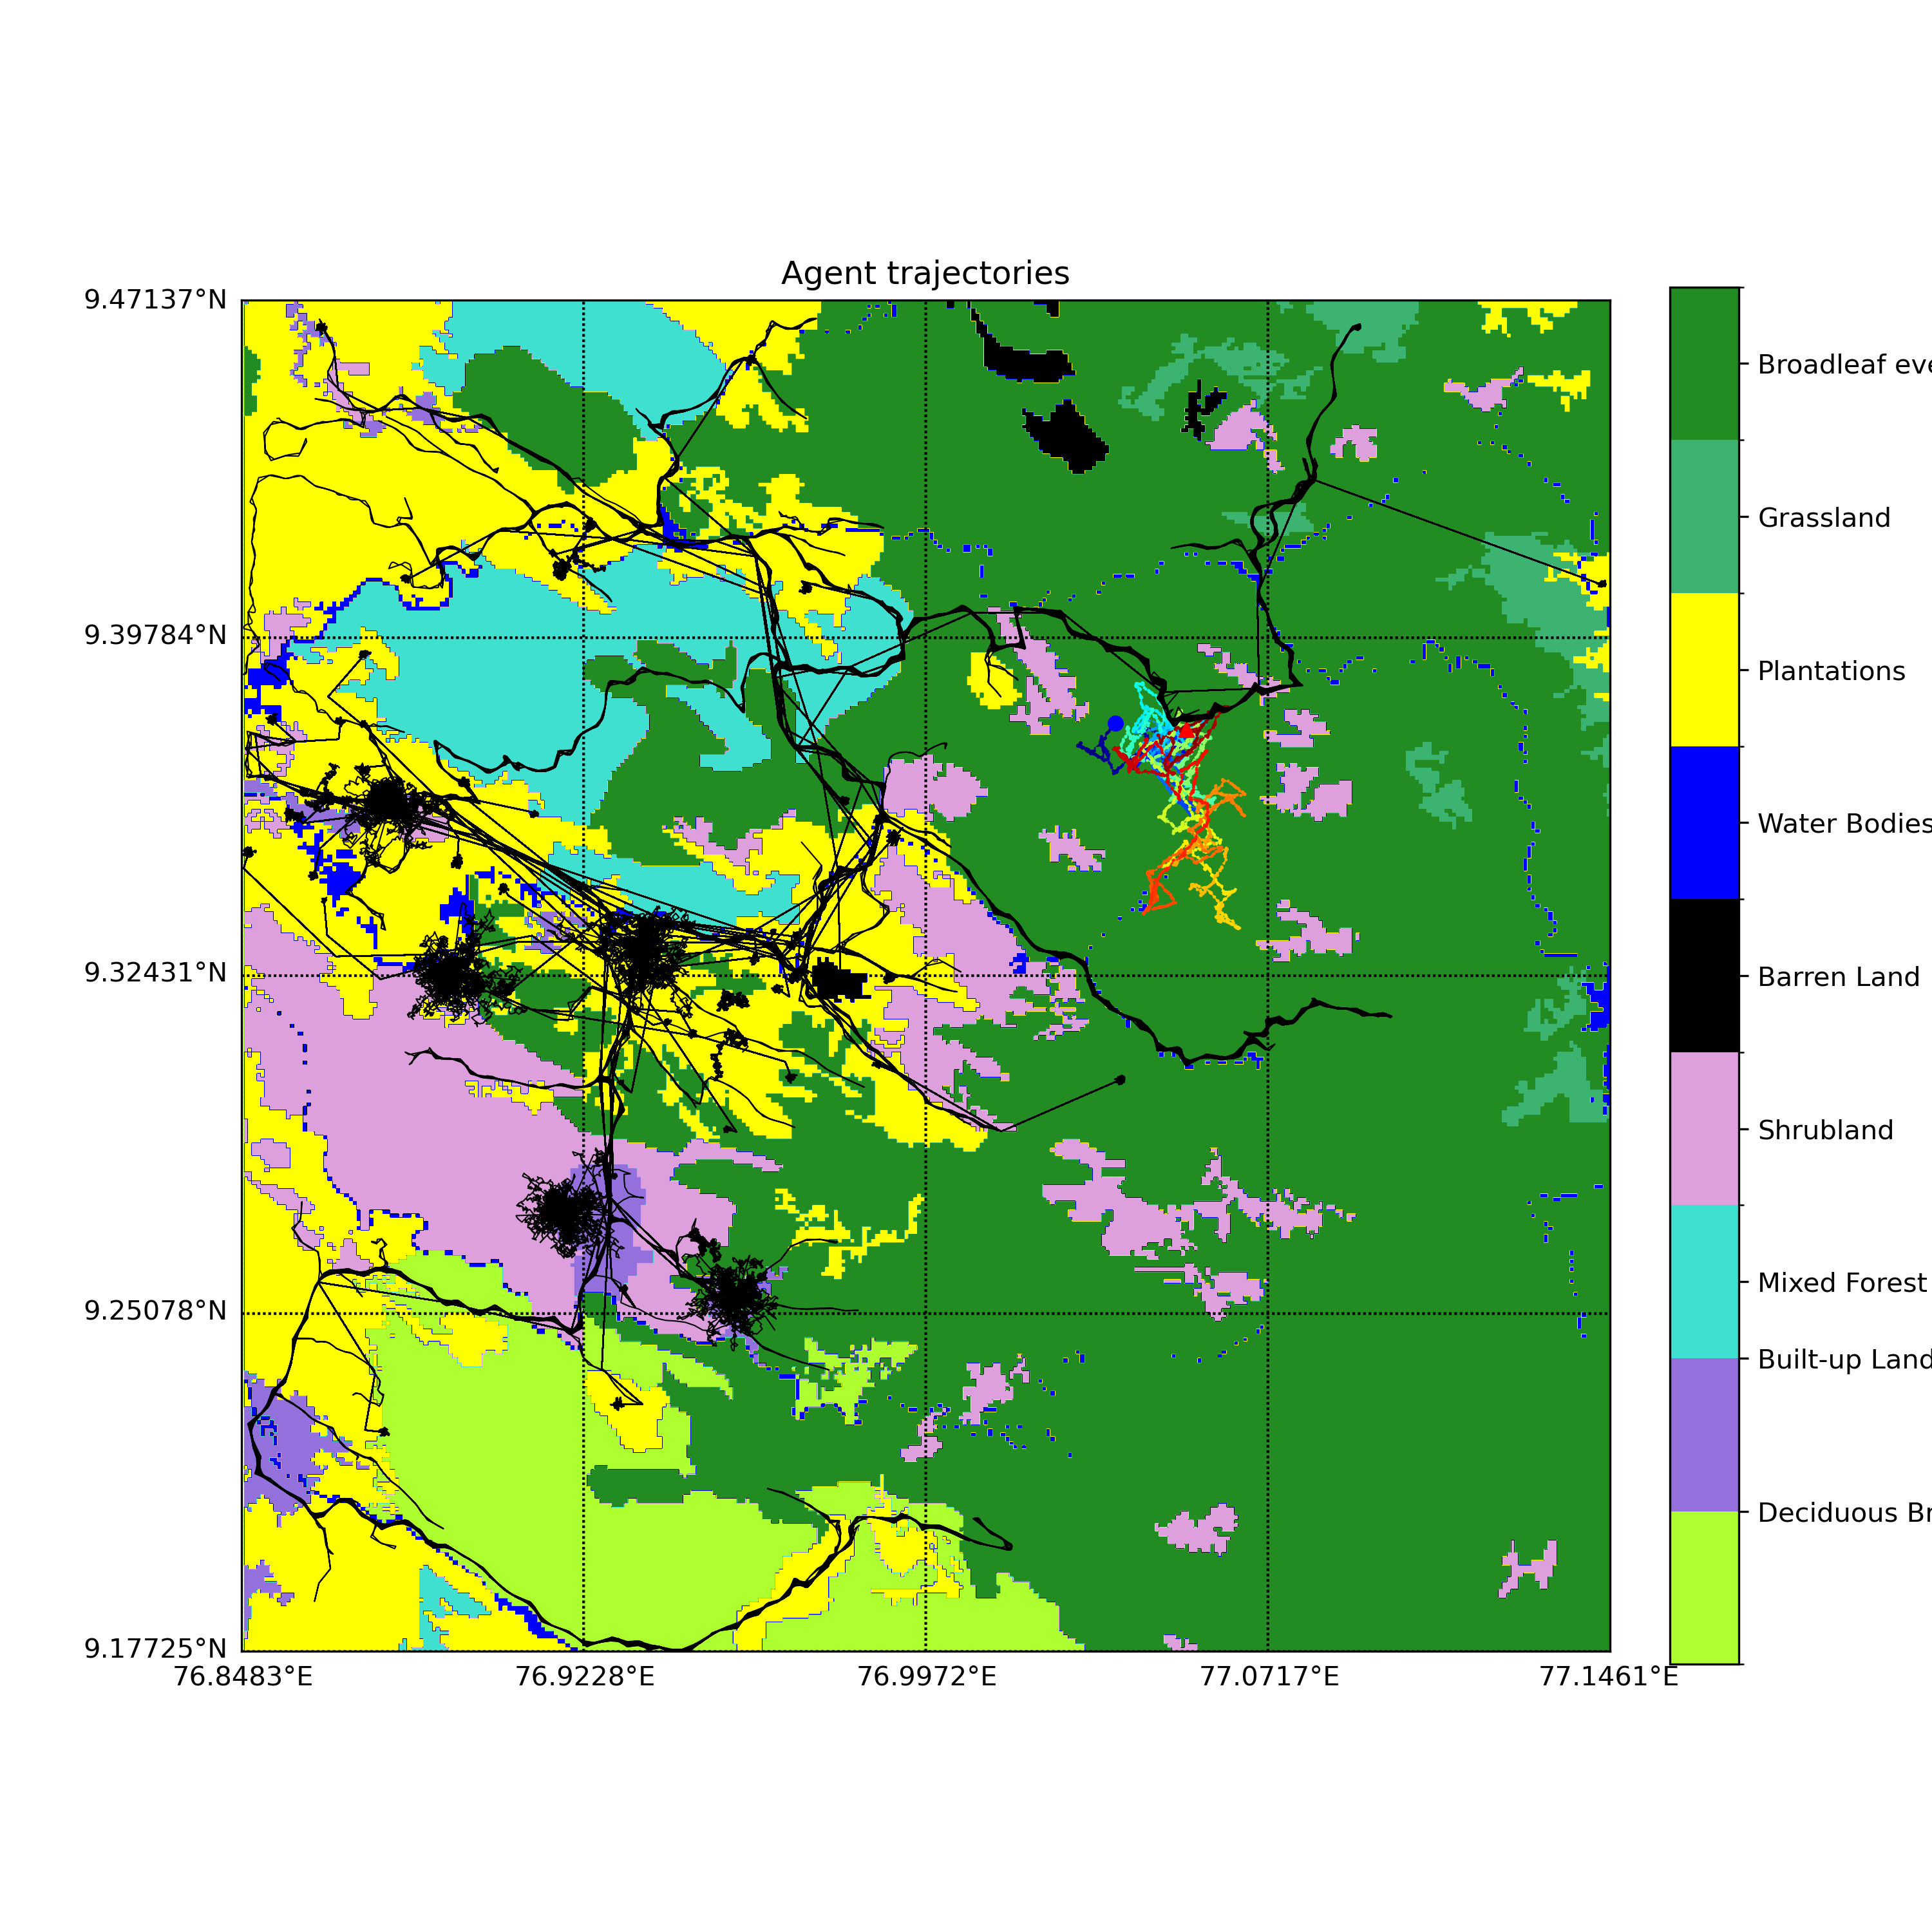 Agent trajectories
9.47137°N
9.39784°N
9.32431°N
9.25078°N
9.17725°N
76.8483°E
76.9228°E
76.9972°E
77.0717°E
77.1461°E
Broadleaf eve
Grassland
Plantations
Water Bodies
Barren Land
Shrubland
Mixed Forest
Built-up Land
Deciduous Br